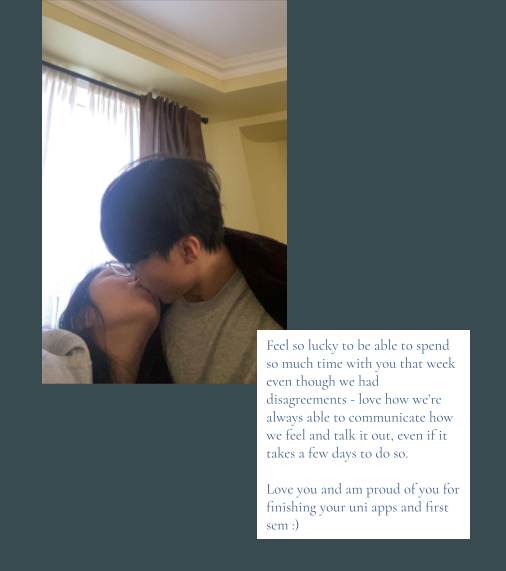 Feel so lucky to be able to spend
so much time with you that week
even though we had
disagreements - love how we're
always able to communicate how
we feel and talk it out, even if it
takes a few days to do so.
Love you and am proud of you for
finishing your uni apps and first
sem :)